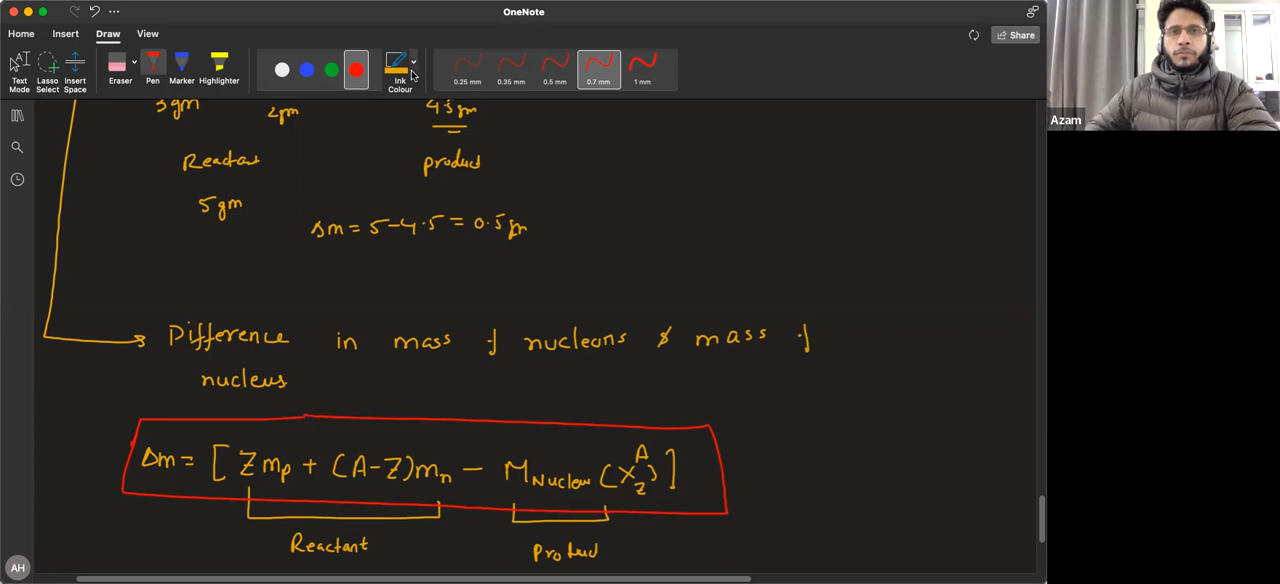 OneNote
Home Insert Draw View
Share
Text Mode
Lasso Select
Insert Space
Eraser
Pen
Marker
Highlighter
Ink Colour
0.25 mm
0.35 mm
0.5 mm
0.7 mm
1 mm
Azam
2gm 4.5gm
Reactant product
5gm
Δm = 5-4.5 = 0.5gm
Difference in mass of nucleons & mass of
nucleus
Δm = [ Zmp + (A-Z)mn - MNuclear (X A Z) ]
Reactant Product
AH